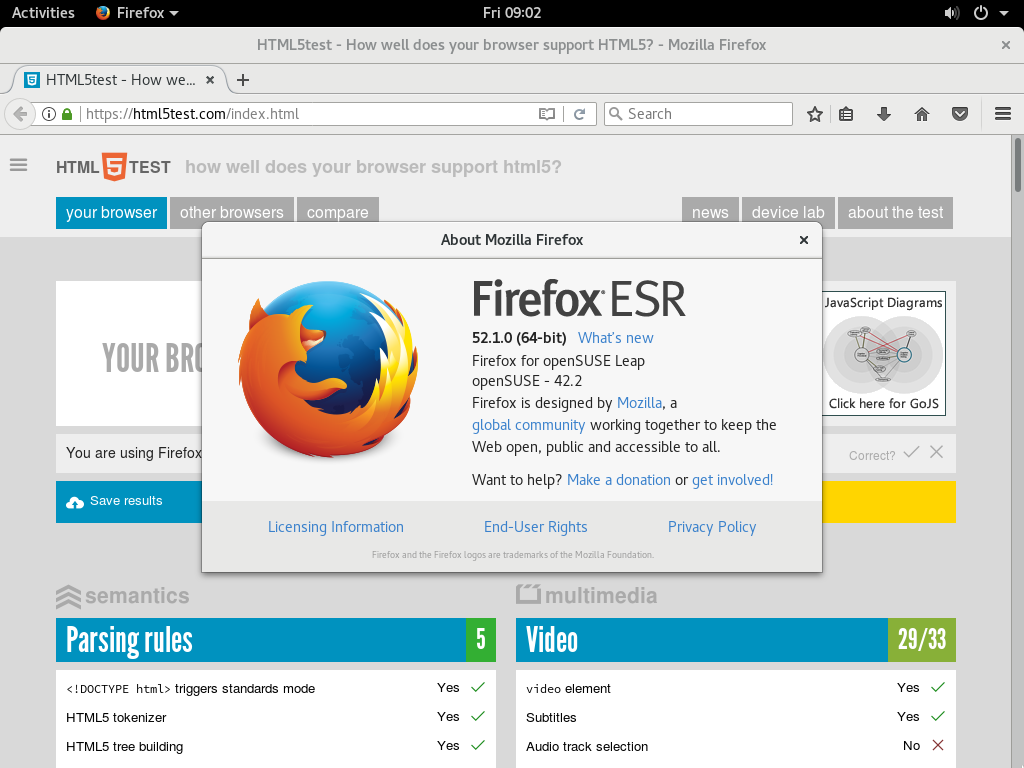 Activities Firefox Fri 09:02
HTML5test - How well does your browser support HTML5? - Mozilla Firefox
HTML5test - How we...
https://html5test.com/index.html Search
HTML 5 TEST how well does your browser support html5?
your browser other browsers compare news device lab about the test
About Mozilla Firefox
Firefox ESR
52.1.0 (64-bit) What's new
Firefox for openSUSE Leap
openSUSE - 42.2
Firefox is designed by Mozilla, a
global community working together to keep the
Web open, public and accessible to all.
Want to help? Make a donation or get involved!
Licensing Information End-User Rights Privacy Policy
Firefox and the Firefox logos are trademarks of the Mozilla Foundation.
YOUR BRO
JavaScript Diagrams
Click here for GoJS
You are using Firefox Correct?
Save results
semantics multimedia
Parsing rules 5 Video 29/33
<!DOCTYPE html> triggers standards mode Yes video element Yes
HTML5 tokenizer Yes Subtitles Yes
HTML5 tree building Yes Audio track selection No